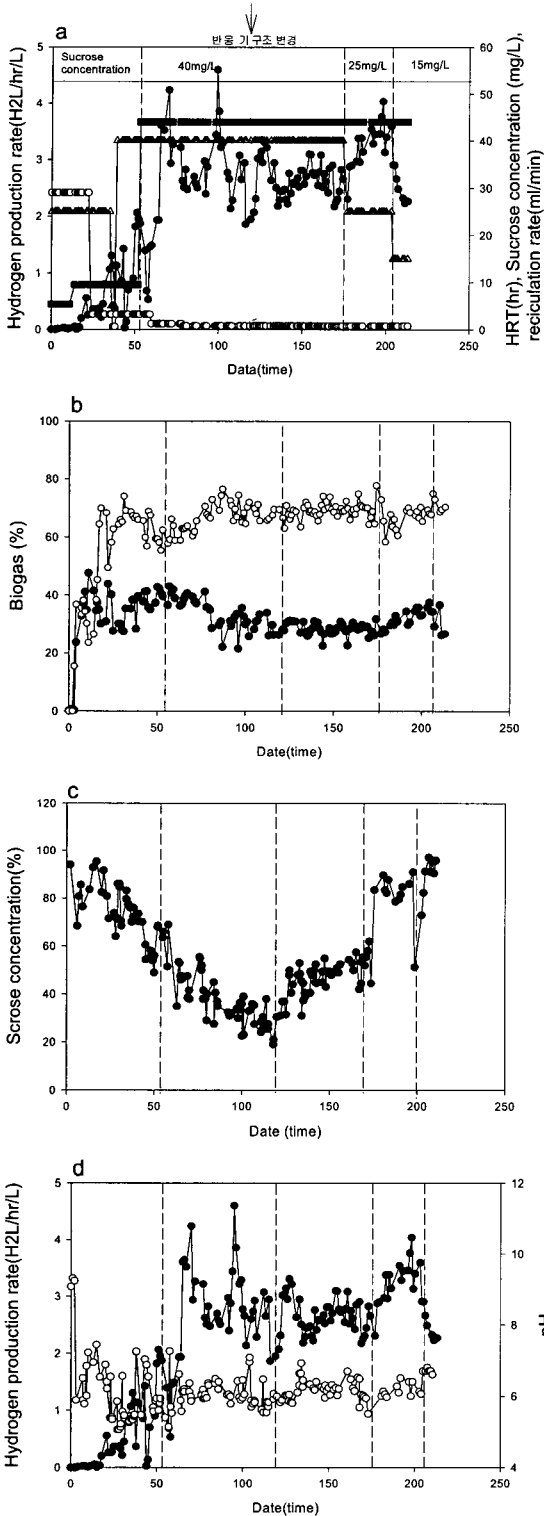 a
반응 기 구조 변경
Sucrose
concentration
40mg/L
25mg/L
15mg/L
Hydrogen production rate(H2L/hr/L)
0
1
2
3
4
5
HRT(hr), Sucrose concentration (mg/L),
reciculation rate(ml/min)
0
10
20
30
40
50
60
0
50
100
150
200
250
Data(time)
b
Biogas (%)
0
20
40
60
80
100
0
50
100
150
200
250
Date(time)
c
Scrose concentration(%)
0
20
40
60
80
100
120
0
50
100
150
200
250
Date (time)
d
Hydrogen production rate(H2L/hr/L)
0
1
2
3
4
5
pH
4
6
8
10
12
0
50
100
150
200
250
Date(time)